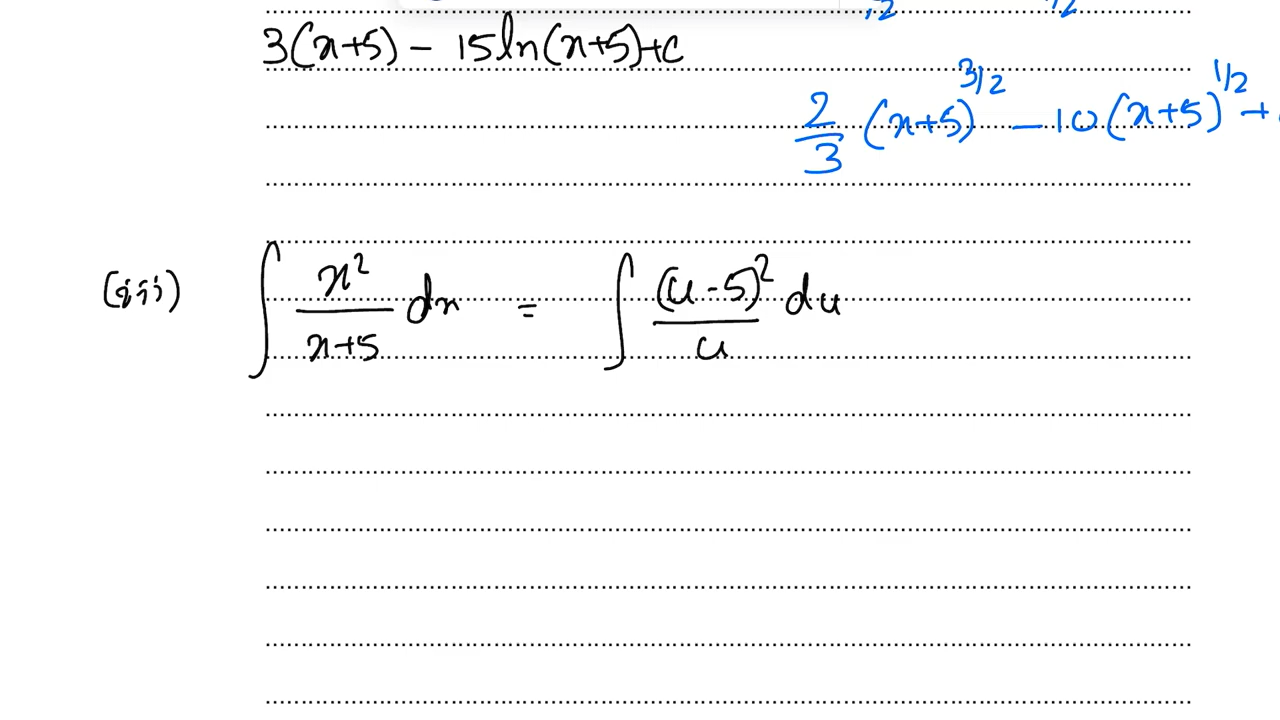 3(x+5) - 15ln(x+5)+c
2/3 (x+5)^3/2 - 10(x+5)^1/2 +
(iii) ∫ x²/(x+5) dx = ∫ (u-5)²/u du